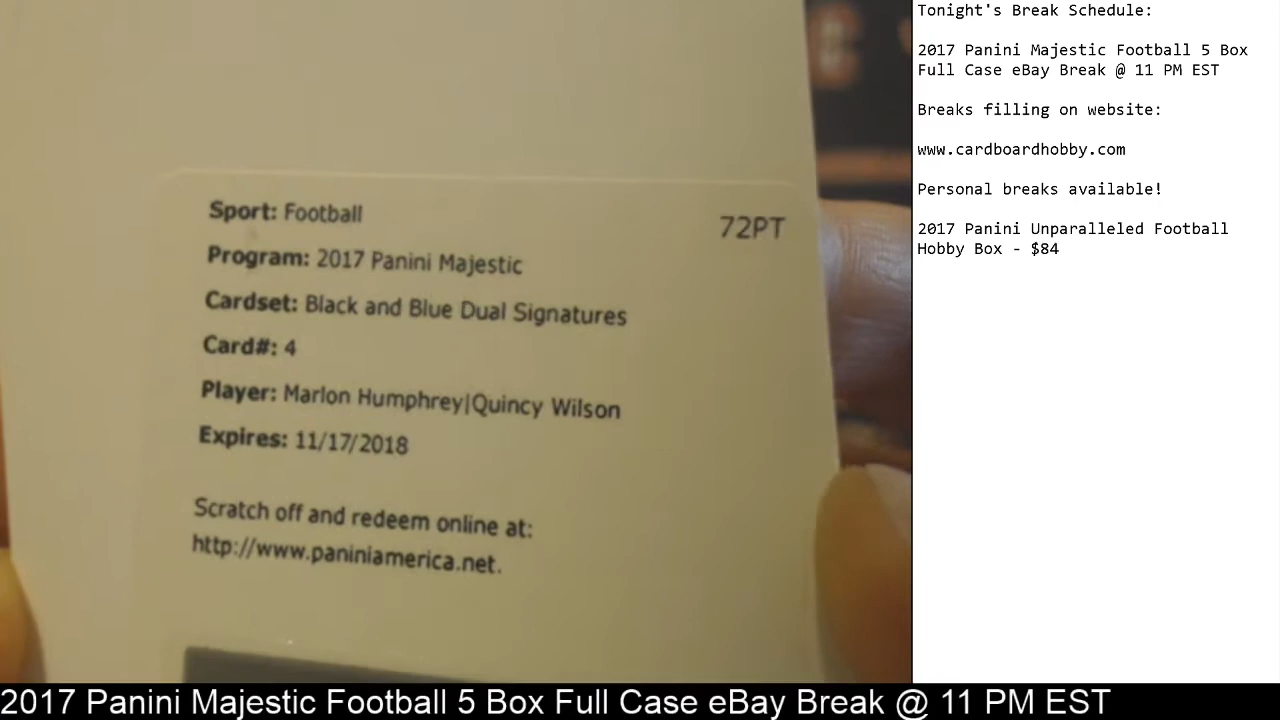 Sport: Football
72PT
Program: 2017 Panini Majestic
Cardset: Black and Blue Dual Signatures
Card#: 4
Player: Marlon Humphrey|Quincy Wilson
Expires: 11/17/2018
Scratch off and redeem online at:
http://www.paniniamerica.net.
Tonight's Break Schedule:
2017 Panini Majestic Football 5 Box
Full Case eBay Break @ 11 PM EST
Breaks filling on website:
www.cardboardhobby.com
Personal breaks available!
2017 Panini Unparalleled Football
Hobby Box - $84
2017 Panini Majestic Football 5 Box Full Case eBay Break @ 11 PM EST